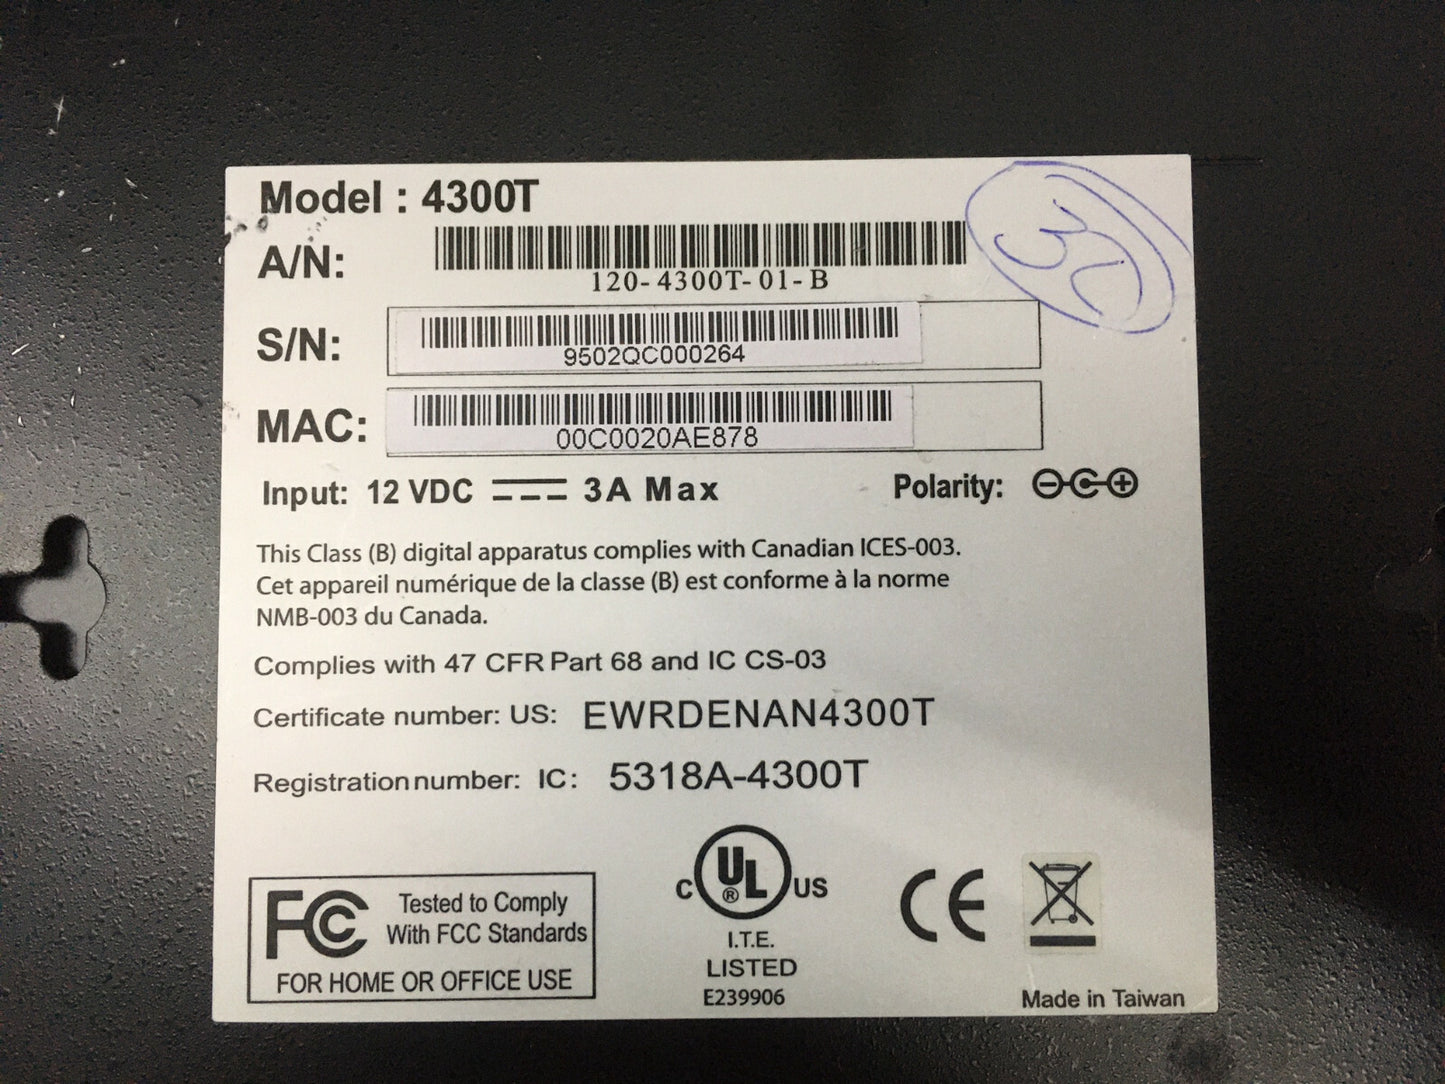 Model : 4300T
A/N:
120-4300T-01-B
3C
S/N:
9502QC000264
MAC:
00C0020AE878
Input: 12 VDC 3A Max Polarity:
This Class (B) digital apparatus complies with Canadian ICES-003.
Cet appareil numérique de la classe (B) est conforme à la norme
NMB-003 du Canada.
Complies with 47 CFR Part 68 and IC CS-03
Certificate number: US: EWRDENAN4300T
Registration number: IC: 5318A-4300T
FCC
Tested to Comply
With FCC Standards
FOR HOME OR OFFICE USE
C UL ® US
I.T.E.
LISTED
E239906
CE
Made in Taiwan